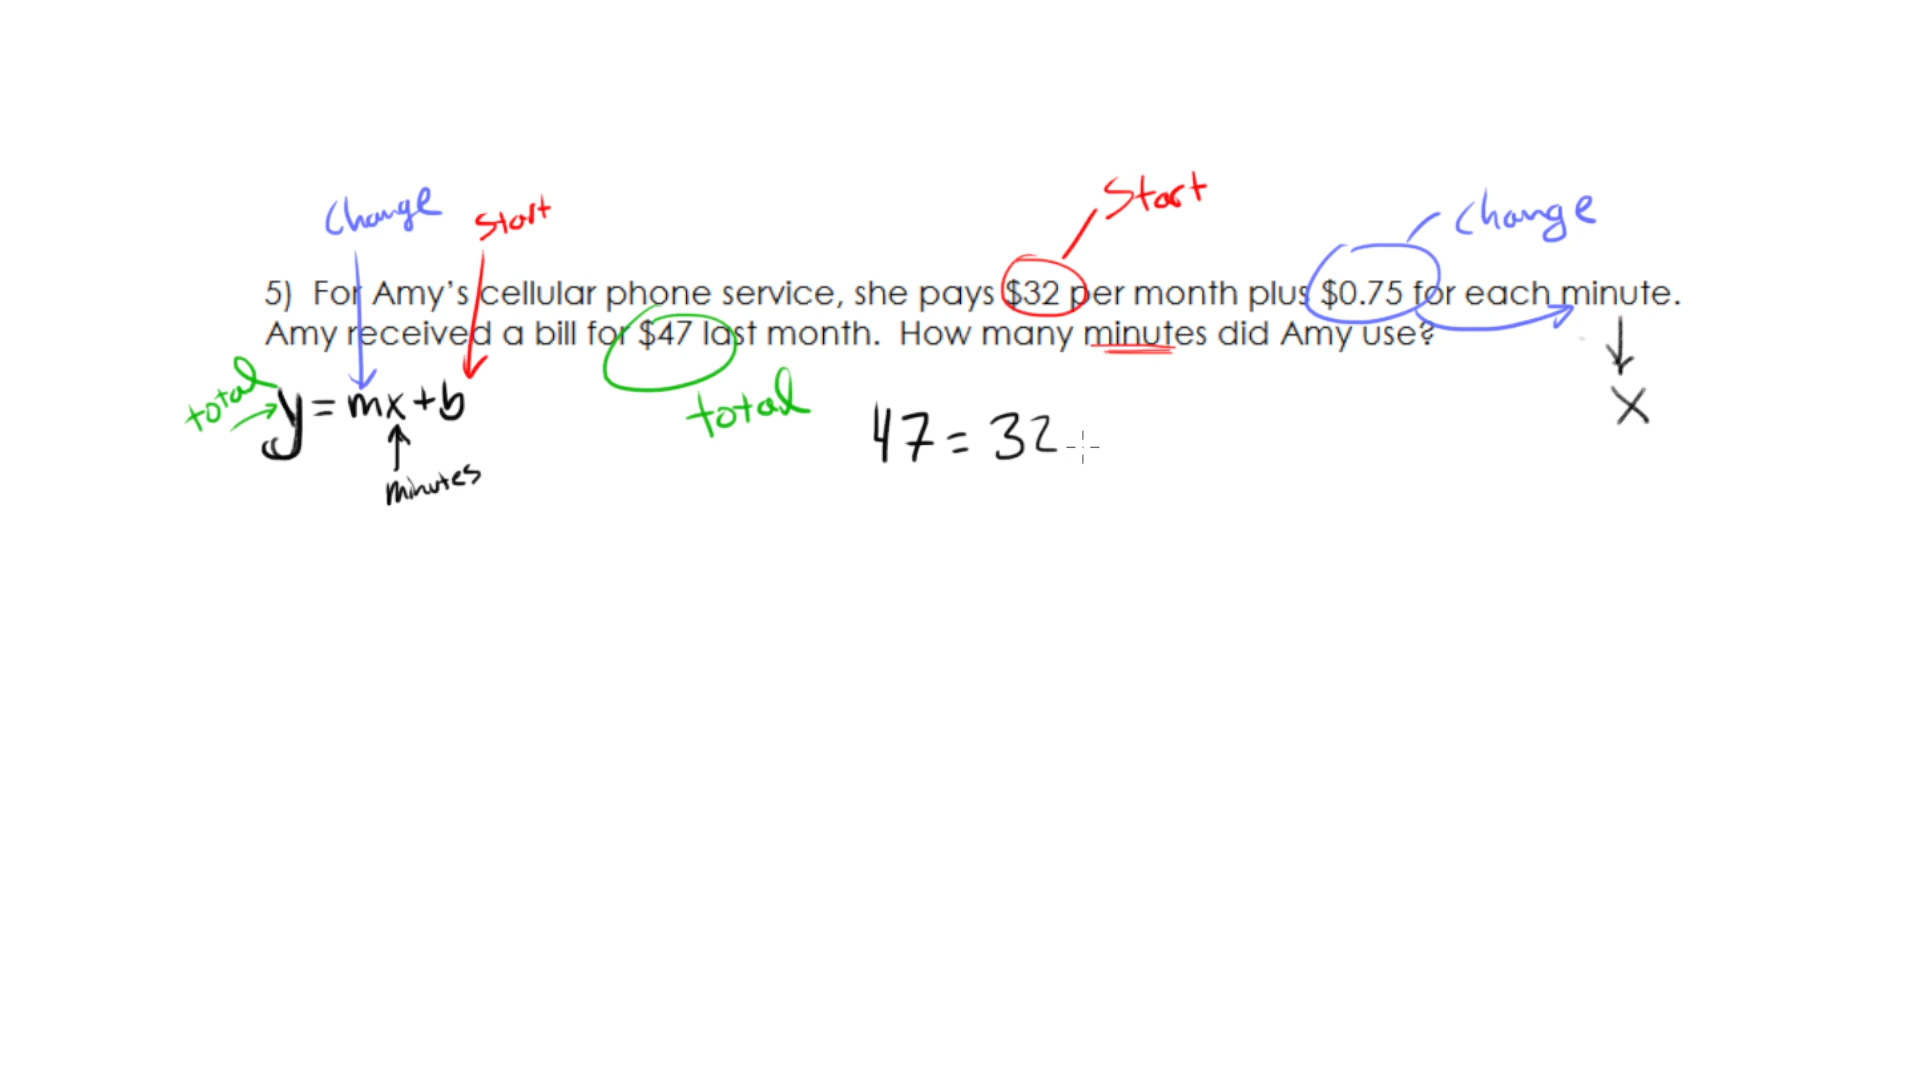 Change
Start
Start
Change
5) For Amy's cellular phone service, she pays $32 per month plus $0.75 for each minute.
Amy received a bill for $47 last month. How many minutes did Amy use?
total
y = mx + b
total
47 = 32
x
minutes